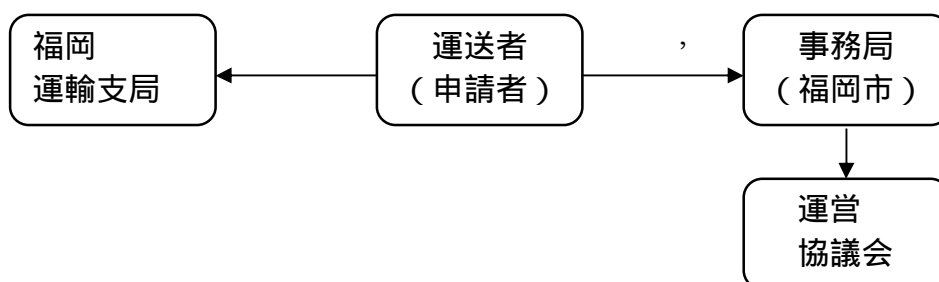 福岡
運輸支局
運送者
（申請者）
，
事務局
（福岡市）
運営
協議会